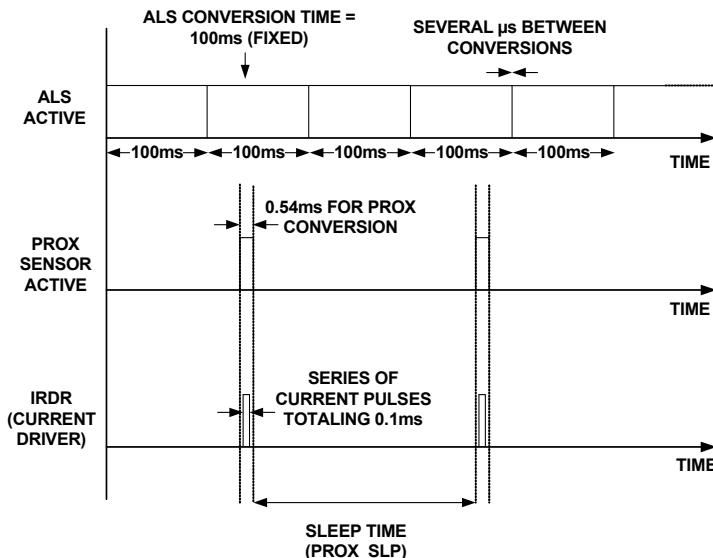 ALS CONVERSION TIME =
100ms (FIXED)
SEVERAL µs BETWEEN
CONVERSIONS
ALS
ACTIVE
100ms
100ms
100ms
100ms
100ms
TIME
0.54ms FOR PROX
CONVERSION
PROX
SENSOR
ACTIVE
TIME
SERIES OF
CURRENT PULSES
TOTALING 0.1ms
IRDR
(CURRENT
DRIVER)
TIME
SLEEP TIME
(PROX_SLP)